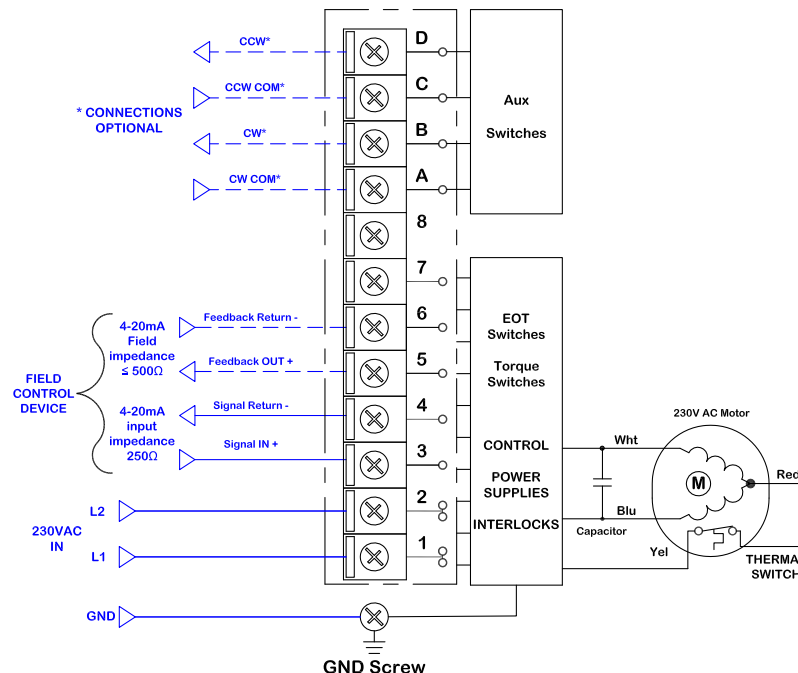 CCW*
D
CCW COM*
C
* CONNECTIONS
OPTIONAL
CW*
B
CW COM*
A
Aux
Switches
8
7
Feedback Return -
6
4-20mA
Field
impedance
≤ 500Ω
Feedback OUT +
5
FIELD
CONTROL
DEVICE
4-20mA
input
impedance
250Ω
Signal Return -
4
Signal IN +
3
EOT
Switches
Torque
Switches
CONTROL
POWER
SUPPLIES
INTERLOCKS
230V AC Motor
Wht
M
Red
Capacitor
Blu
Yel
THERMA
SWITCH
L2
2
230VAC
IN
L1
1
GND
GND Screw